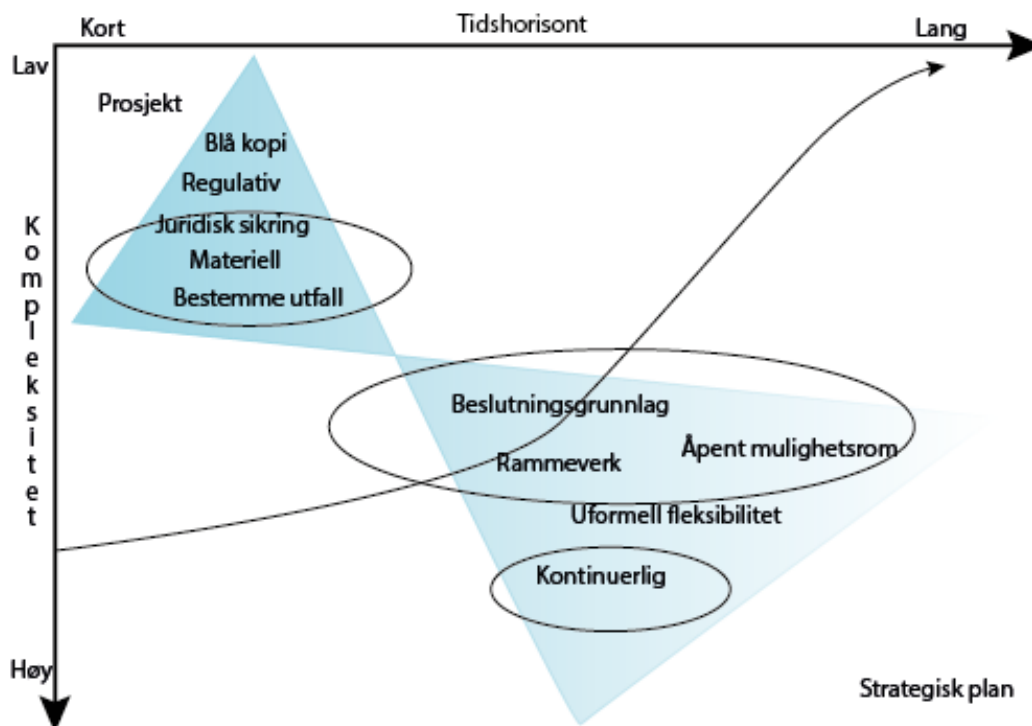 Kort
Tidshorisont
Lang
Lav
Prosjekt
Blå kopi
Regulativ
Juridisk sikring
Materiell
Bestemme utfall
Kompleksitet
Beslutningsgrunnlag
Åpent mulighetsrom
Rammeverk
Uformell fleksibilitet
Kontinuerlig
Høy
Strategisk plan